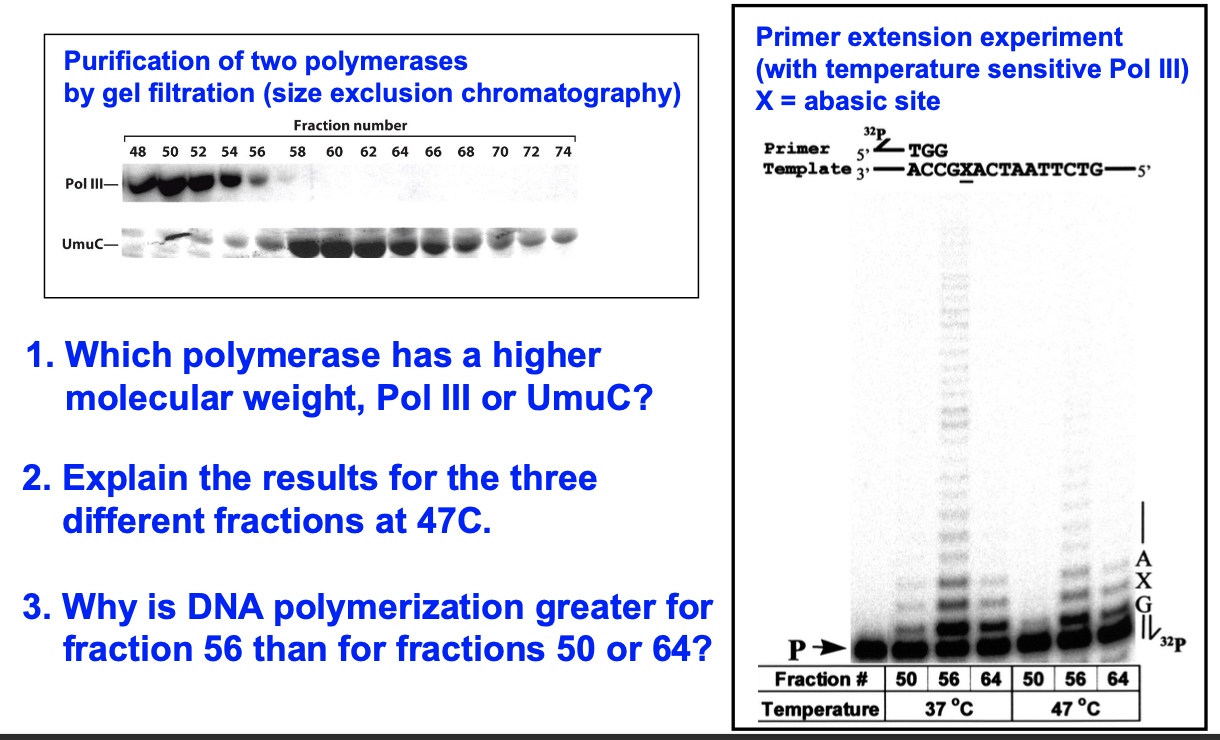 Purification of two polymerases
by gel filtration (size exclusion chromatography)
Fraction number
48 50 52 54 56 58 60 62 64 66 68 70 72 74
Pol III
UmuC
1. Which polymerase has a higher
molecular weight, Pol III or UmuC?
2. Explain the results for the three
different fractions at 47C.
3. Why is DNA polymerization greater for
fraction 56 than for fractions 50 or 64?
Primer extension experiment
(with temperature sensitive Pol III)
X = abasic site
32P
Primer 5' TGG
Template 3' ACCGXACTAATTCTG 5'
A
X
G
32P
P
Fraction # 50 56 64 50 56 64
Temperature 37 °C 47 °C